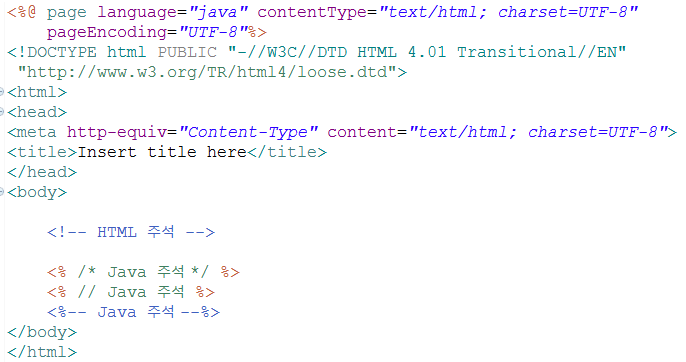 <%@ page language="java" contentType="text/html; charset=UTF-8"
    pageEncoding="UTF-8"%>
<!DOCTYPE html PUBLIC "-//W3C//DTD HTML 4.01 Transitional//EN"
 "http://www.w3.org/TR/html4/loose.dtd">
<html>
<head>
<meta http-equiv="Content-Type" content="text/html; charset=UTF-8">
<title>Insert title here</title>
</head>
<body>
    <!-- HTML 주석 -->
    <% /* Java 주석 */ %>
    <% // Java 주석 %>
    <%-- Java 주석 --%>
</body>
</html>